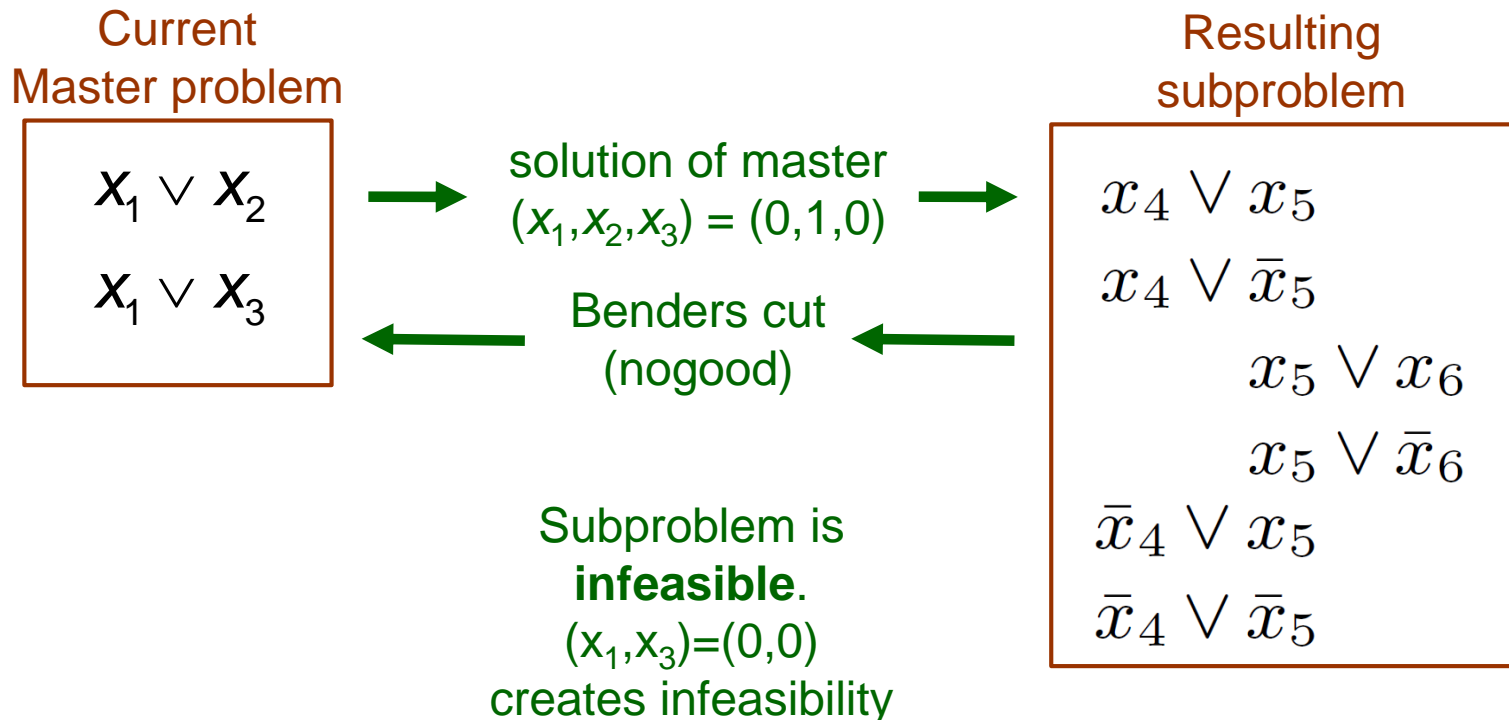 Current
Master problem
x₁ ∨ x₂
x₁ ∨ x₃
solution of master
(x₁,x₂,x₃) = (0,1,0)
Benders cut
(nogood)
Subproblem is
infeasible.
(x₁,x₃)=(0,0)
creates infeasibility
Resulting
subproblem
x₄ ∨ x₅
x₄ ∨ x̄₅
x₅ ∨ x₆
x₅ ∨ x̄₆
x̄₄ ∨ x₅
x̄₄ ∨ x̄₅